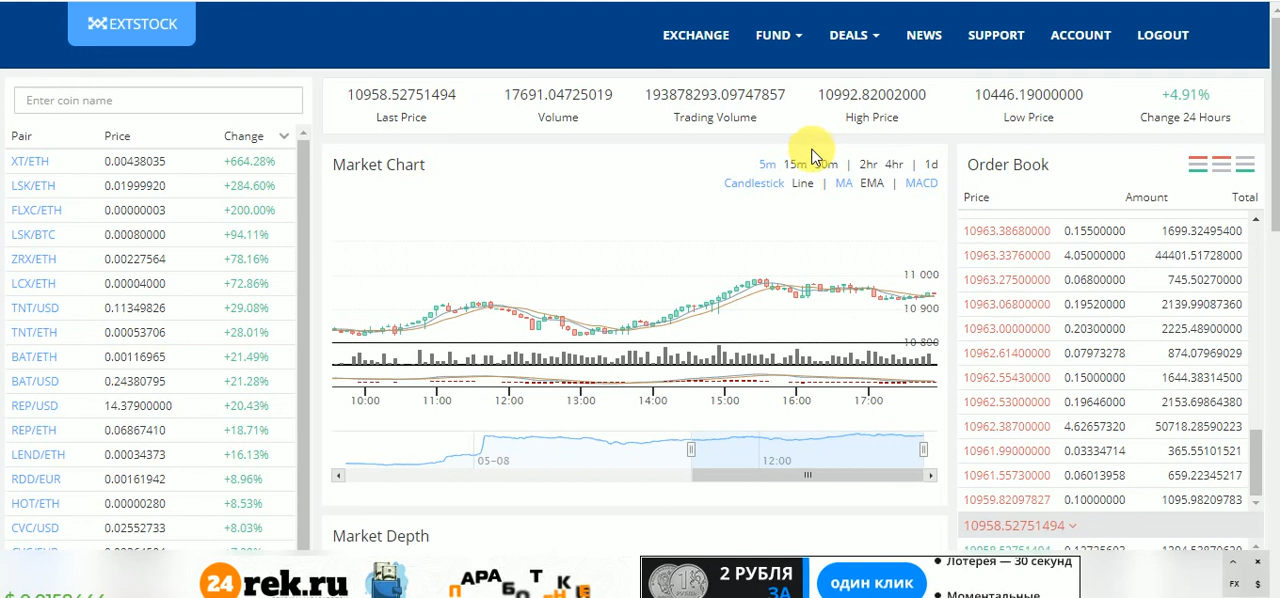 EXTSTOCK
EXCHANGE FUND DEALS NEWS SUPPORT ACCOUNT LOGOUT
Enter coin name
Pair Price Change
XT/ETH 0.00438035 +664.28%
LSK/ETH 0.01999920 +284.60%
FLXC/ETH 0.00000003 +200.00%
LSK/BTC 0.00080000 +94.11%
ZRX/ETH 0.00227564 +78.16%
LCX/ETH 0.00004000 +72.86%
TNT/USD 0.11349826 +29.08%
TNT/ETH 0.00053706 +28.01%
BAT/ETH 0.00116965 +21.49%
BAT/USD 0.24380795 +21.28%
REP/USD 14.37900000 +20.43%
REP/ETH 0.06867410 +18.71%
LEND/ETH 0.00034373 +16.13%
RDD/EUR 0.00161942 +8.96%
HOT/ETH 0.00000280 +8.53%
CVC/USD 0.02552733 +8.03%
10958.52751494 17691.04725019 193878293.09747857 10992.82002000 10446.19000000 +4.91%
Last Price Volume Trading Volume High Price Low Price Change 24 Hours
Market Chart
5m 15m 30m | 2hr 4hr | 1d
Candlestick Line | MA EMA | MACD
11 000
10 900
10 800
10:00 11:00 12:00 13:00 14:00 15:00 16:00 17:00
05-08 12:00
Market Depth
Order Book
Price Amount Total
10963.38680000 0.15500000 1699.32495400
10963.33760000 4.05000000 44401.51728000
10963.27500000 0.06800000 745.50270000
10963.06800000 0.19520000 2139.99087360
10963.00000000 0.20300000 2225.48900000
10962.61400000 0.07973278 874.07969029
10962.55430000 0.15000000 1644.38314500
10962.53000000 0.19646000 2153.69864380
10962.38700000 4.62657320 50718.28590223
10961.99000000 0.03334714 365.55101521
10961.55730000 0.06013958 659.22345217
10959.82097827 0.10000000 1095.98209783
10958.52751494
24rek.ru
2 РУБЛЯ
ЗА
ОДИН КЛИК
Лотерея — 30 секунд
Моментальные
FX $